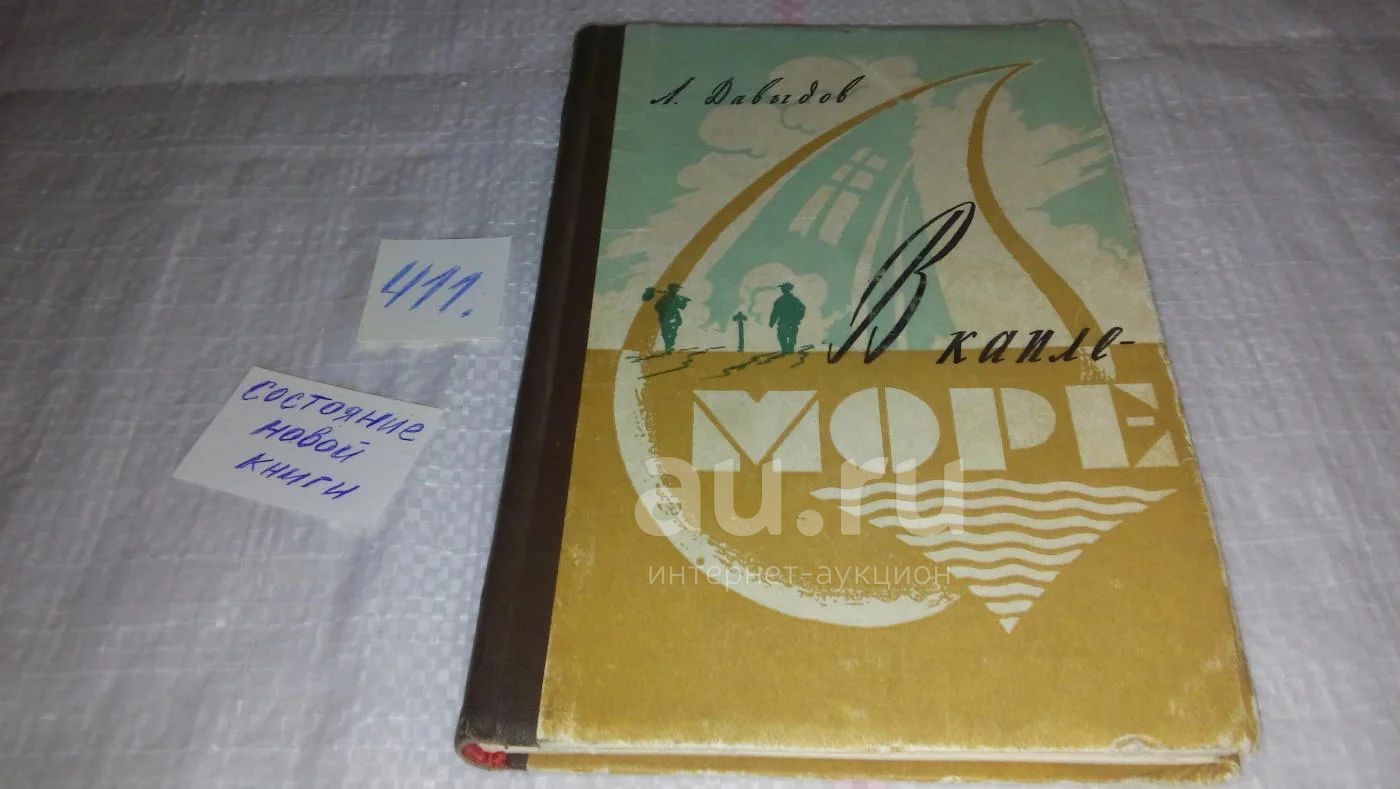 Л. Давыдов
В капле-
МОРЕ
411.
состояние
новой
книги
au.ru
интернет-аукцион